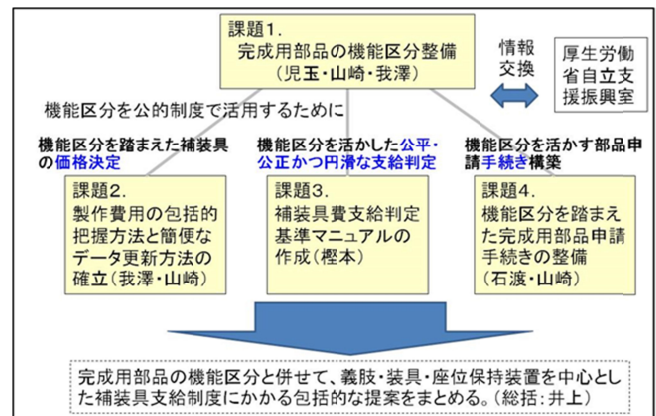 課題1.
完成用部品の機能区分整備
(児玉・山崎・我澤)
情報
交換
厚生労働
省自立支
援振興室
機能区分を公的制度で活用するために
機能区分を踏まえた補装具
の価格決定
機能区分を活かした公平・
公正かつ円滑な支給判定
機能区分を活かす部品申
請手続き構築
課題2.
製作費用の包括的
把握方法と簡便な
データ更新方法の
確立(我澤・山崎)
課題3.
補装具費支給判定
基準マニュアルの
作成(樫本)
課題4.
機能区分を踏まえ
た完成用部品申請
手続きの整備
(石渡・山崎)
完成用部品の機能区分と併せて、義肢・装具・座位保持装置を中心とし
た補装具支給制度にかかる包括的な提案をまとめる。(総括:井上)